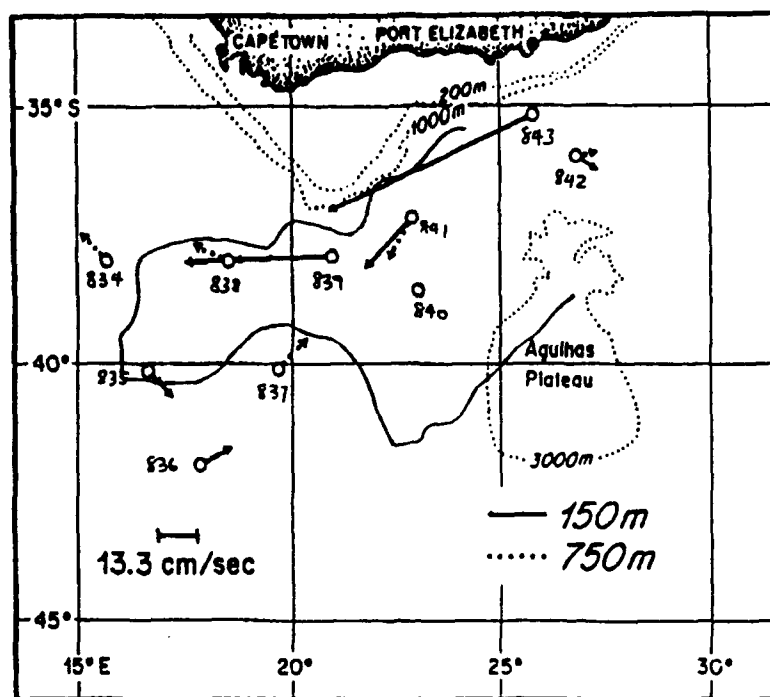 CAPETOWN PORT ELIZABETH
35° S
200m
1000m
843
842
841
834
838
839
840
40°
835
837
Agulhas
Plateau
836
3000m
150m
13.3 cm/sec
750m
45°
15° E 20° 25° 30°